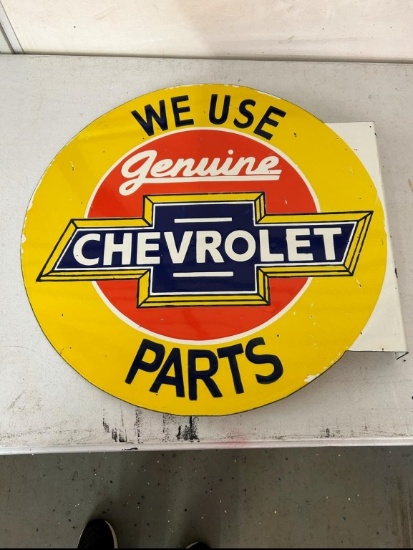 WE USE
Genuine
CHEVROLET
PARTS